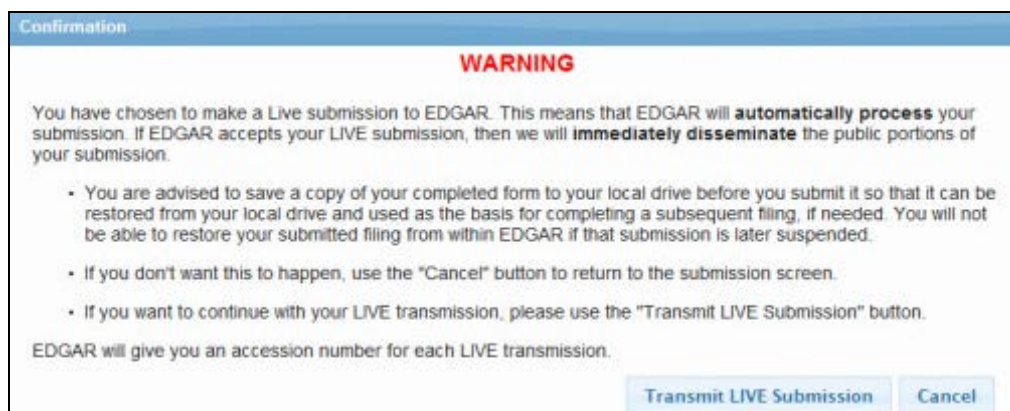 Confirmation
WARNING
You have chosen to make a Live submission to EDGAR. This means that EDGAR will automatically process your
submission. If EDGAR accepts your LIVE submission, then we will immediately disseminate the public portions of
your submission.
• You are advised to save a copy of your completed form to your local drive before you submit it so that it can be
restored from your local drive and used as the basis for completing a subsequent filing, if needed. You will not
be able to restore your submitted filing from within EDGAR if that submission is later suspended.
• If you don't want this to happen, use the "Cancel" button to return to the submission screen.
• If you want to continue with your LIVE transmission, please use the "Transmit LIVE Submission" button.
EDGAR will give you an accession number for each LIVE transmission.
Transmit LIVE Submission Cancel